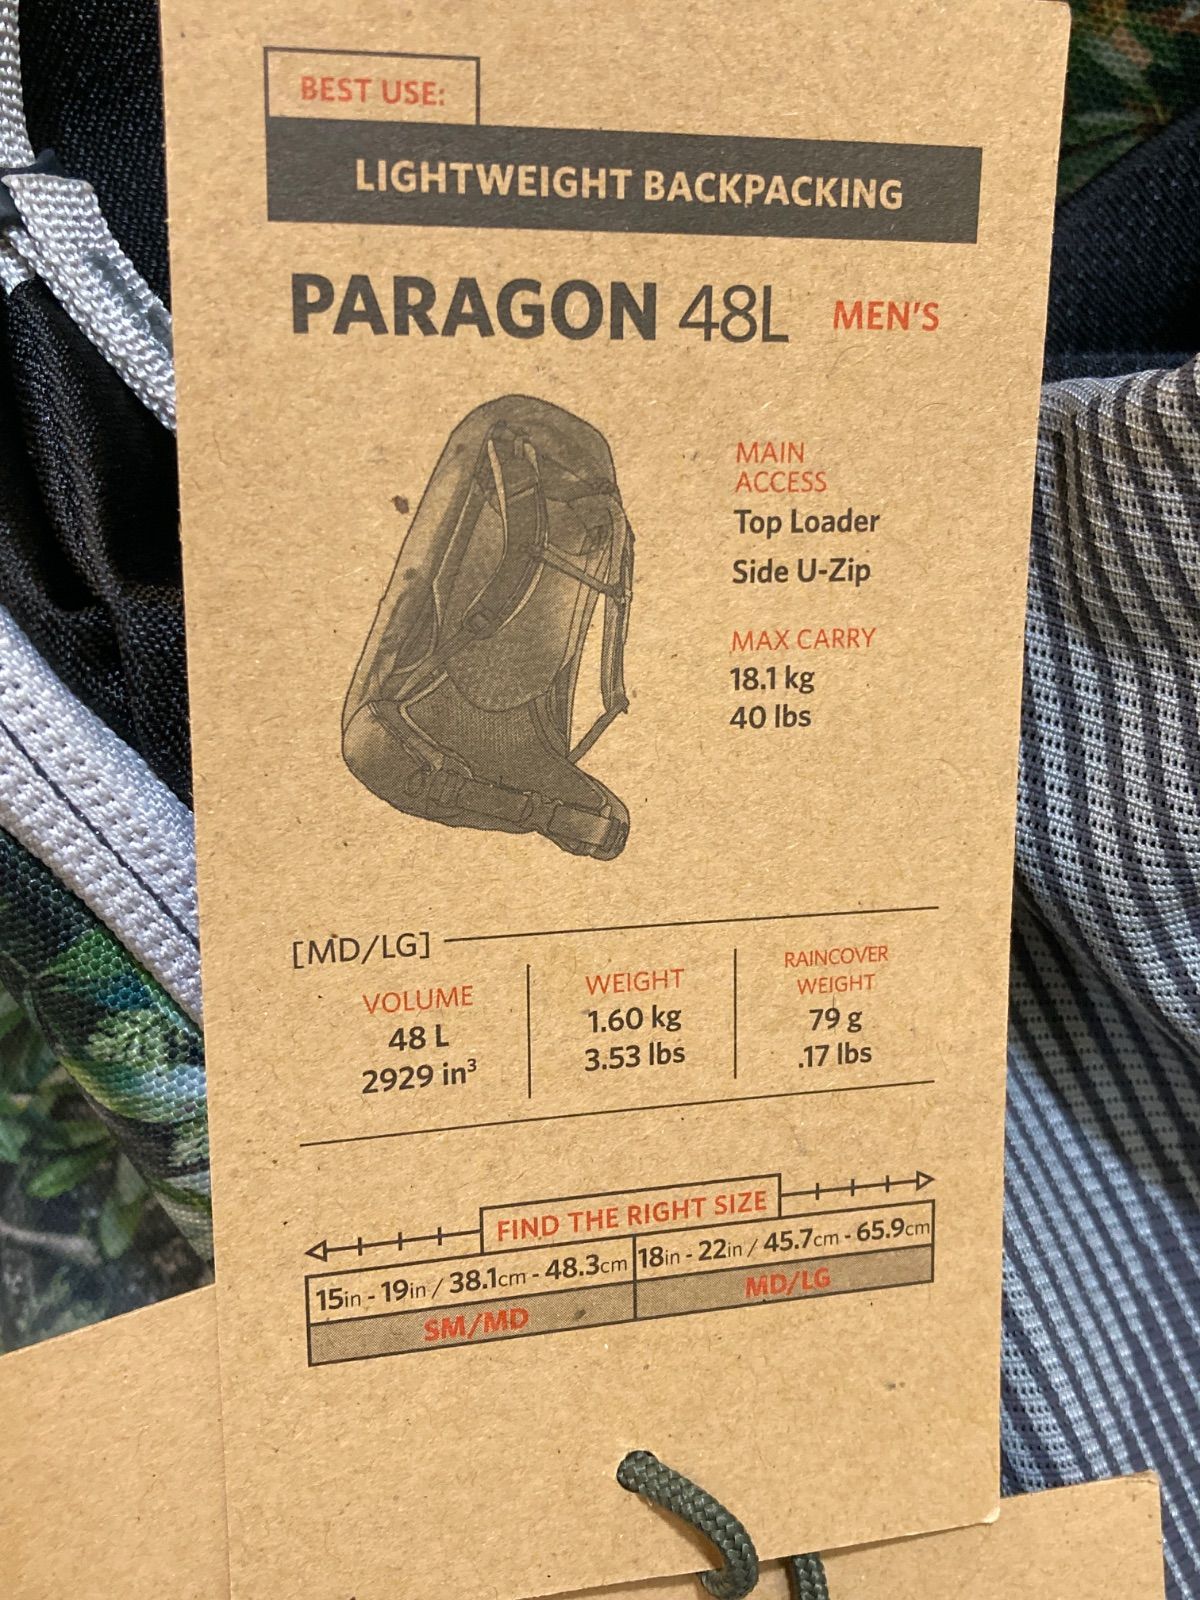 BEST USE:
LIGHTWEIGHT BACKPACKING
PARAGON 48L MEN'S
MAIN
ACCESS
Top Loader
Side U-Zip
MAX CARRY
18.1 kg
40 lbs
[MD/LG]
VOLUME
48 L
2929 in³
WEIGHT
1.60 kg
3.53 lbs
RAINCOVER
WEIGHT
79 g
.17 lbs
FIND THE RIGHT SIZE
15in - 19in / 38.1cm - 48.3cm
SM/MD
18in - 22in / 45.7cm - 65.9cm
MD/LG